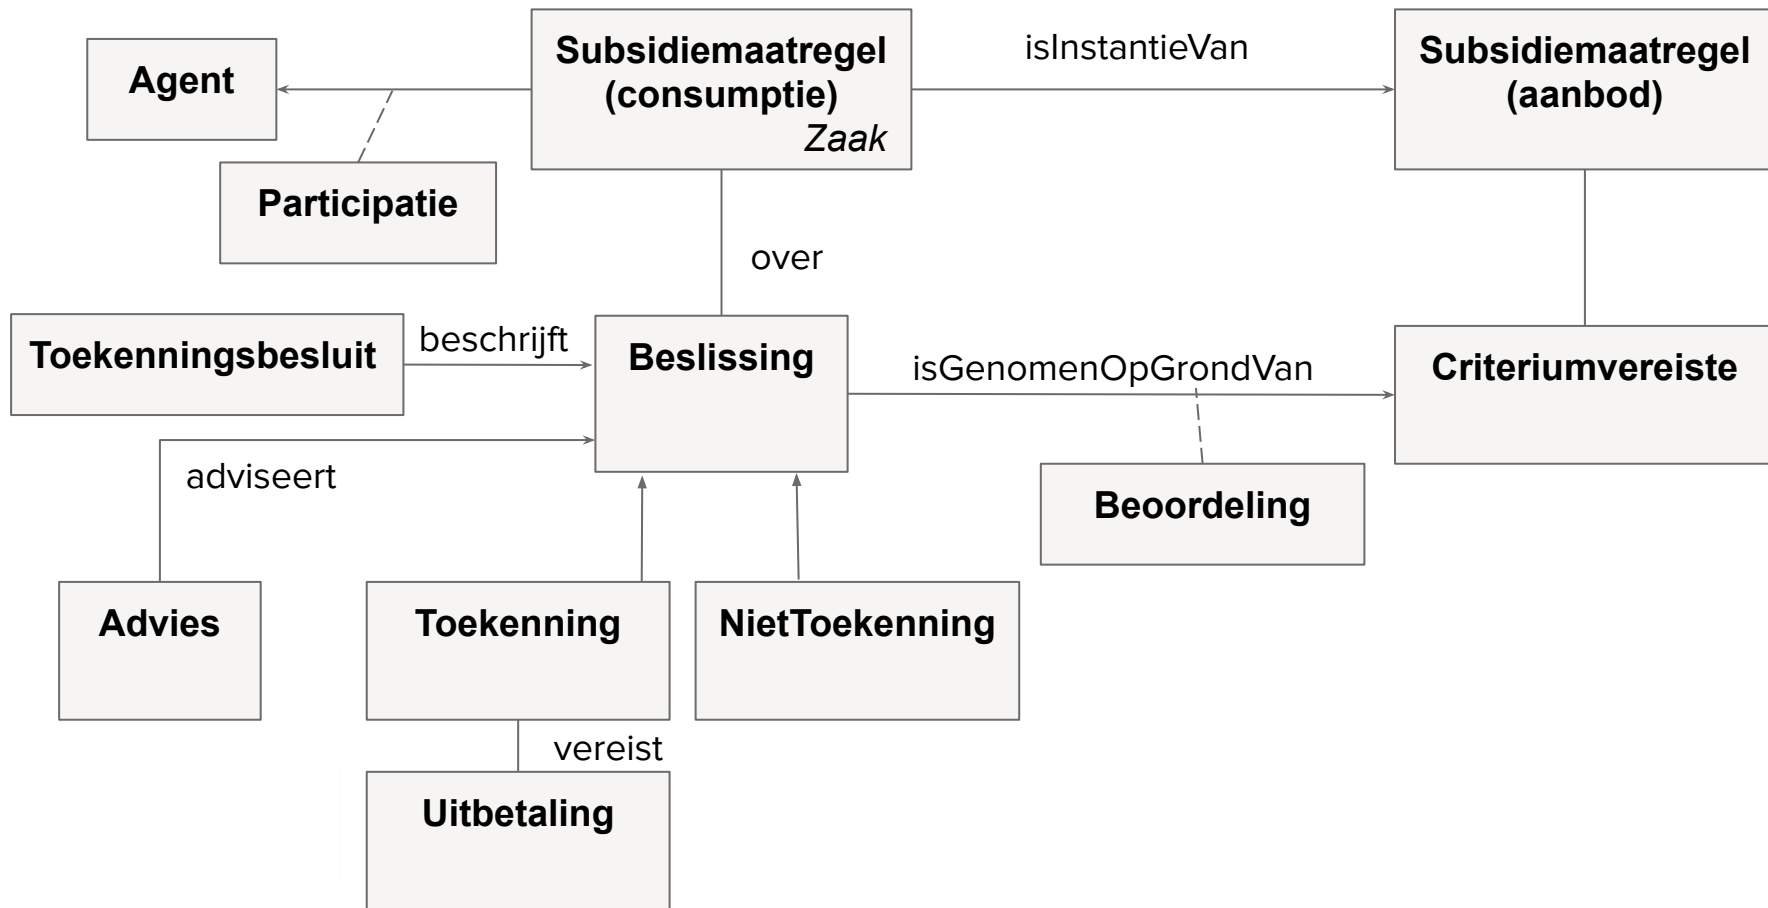 Agent
Subsidiemaatregel
(consumptie)
Zaak
isInstantieVan
Subsidiemaatregel
(aanbod)
Participatie
over
Toekenningsbesluit
beschrijft
Beslissing
isGenomenOpGrondVan
Criteriumvereiste
adviseert
Beoordeling
Advies
Toekenning
NietToekenning
vereist
Uitbetaling